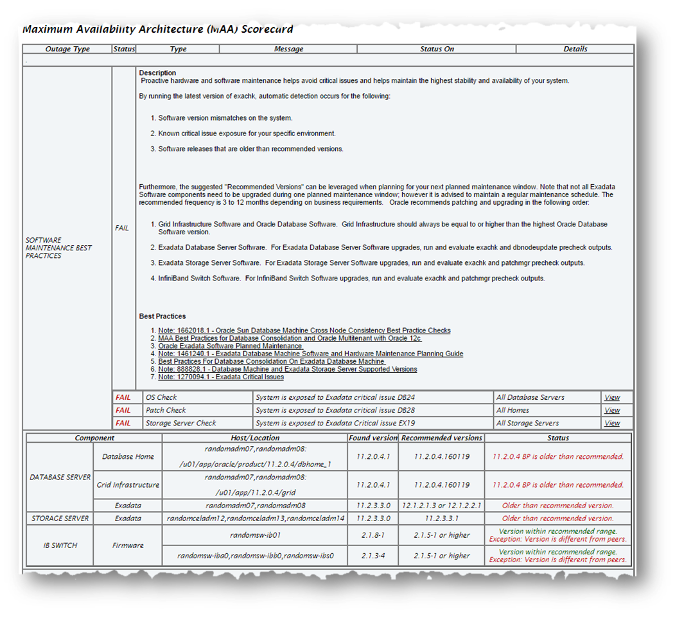 Maximum Availability Architecture (MAA) Scorecard
Outage Type Status Type Message Status On Details
Description
Proactive hardware and software maintenance helps avoid critical issues and helps maintain the highest stability and availability of your system.
By running the latest version of exachk, automatic detection occurs for the following:
1. Software version mismatches on the system.
2. Known critical issue exposure for your specific environment.
3. Software releases that are older than recommended versions.
Furthermore, the suggested "Recommended Versions" can be leveraged when planning for your next planned maintenance window. Note that not all Exadata
Software components need to be upgraded during one planned maintenance window; however it is advised to maintain a regular maintenance schedule. The
recommended frequency is 3 to 12 months depending on business requirements. Oracle recommends patching and upgrading in the following order:
1. Grid Infrastructure Software and Oracle Database Software. Grid Infrastructure should always be equal to or higher than the highest Oracle Database
Software version.
2. Exadata Database Server Software. For Exadata Database Server Software upgrades, run and evaluate exachk and dbnodeupdate precheck outputs.
3. Exadata Storage Server Software. For Exadata Storage Server Software upgrades, run and evaluate exachk and patchmgr precheck outputs.
4. InfiniBand Switch Software. For InfiniBand Switch Software upgrades, run and evaluate exachk and patchmgr precheck outputs.
SOFTWARE
MAINTENANCE BEST
PRACTICES
FAIL
Best Practices
1. Note: 1662018.1 - Oracle Sun Database Machine Cross Node Consistency Best Practice Checks
2. MAA Best Practices for Database Consolidation and Oracle Multitenant with Oracle 12c
3. Oracle Exadata Software Planned Maintenance
4. Note: 1461240.1 - Exadata Database Machine Software and Hardware Maintenance Planning Guide
5. Best Practices For Database Consolidation On Exadata Database Machine
6. Note: 888828.1 - Database Machine and Exadata Storage Server Supported Versions
7. Note: 1270094.1 - Exadata Critical Issues
FAIL OS Check System is exposed to Exadata critical issue DB24 All Database Servers View
FAIL Patch Check System is exposed to Exadata critical issue DB28 All Homes View
FAIL Storage Server Check System is exposed to Exadata critical issue EX19 All Storage Servers View
Component Host/Location Found version Recommended versions Status
DATABASE SERVER
Database Home randomadm07,randomadm08:
/u01/app/oracle/product/11.2.0.4/dbhome_1 11.2.0.4.1 11.2.0.4.160119 11.2.0.4 BP is older than recommended.
Grid Infrastructure randomadm07,randomadm08:
/u01/app/11.2.0.4/grid 11.2.0.4.1 11.2.0.4.160119 11.2.0.4 BP is older than recommended.
Exadata randomadm07,randomadm08 11.2.3.3.0 12.1.2.1.3 or 12.1.2.2.1 Older than recommended version.
STORAGE SERVER Exadata randomceladm12,randomceladm13,randomceladm14 11.2.3.3.0 11.2.3.3.1 Older than recommended version.
IB SWITCH Firmware
randomsw-ib01 2.1.8-1 2.1.5-1 or higher Version within recommended range.
Exception: Version is different from peers.
randomsw-iba0,randomsw-ibb0,randomsw-ibs0 2.1.3-4 2.1.5-1 or higher Version within recommended range.
Exception: Version is different from peers.